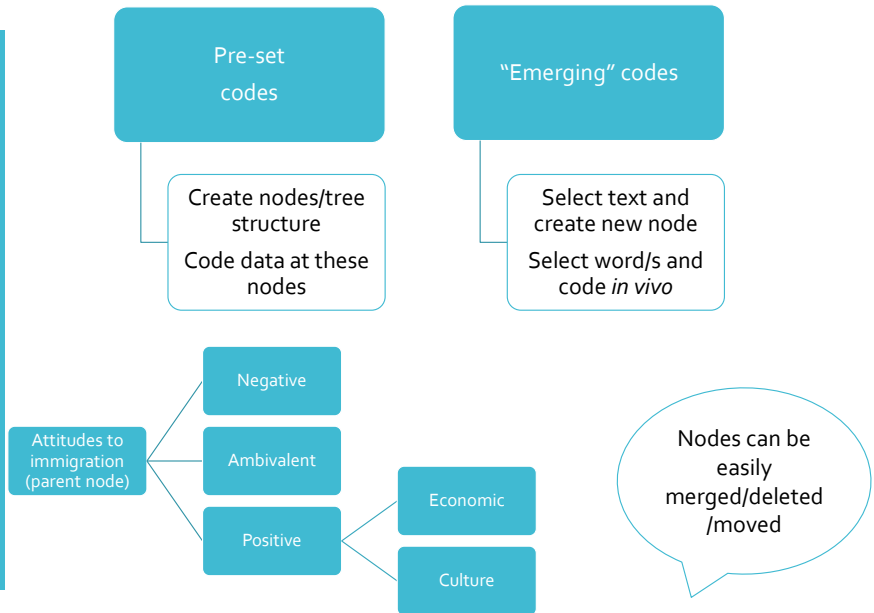 Pre-set
codes
"Emerging" codes
Create nodes/tree
structure
Code data at these
nodes
Select text and
create new node
Select word/s and
code in vivo
Attitudes to
immigration
(parent node)
Negative
Ambivalent
Positive
Economic
Culture
Nodes can be
easily
merged/deleted
/moved